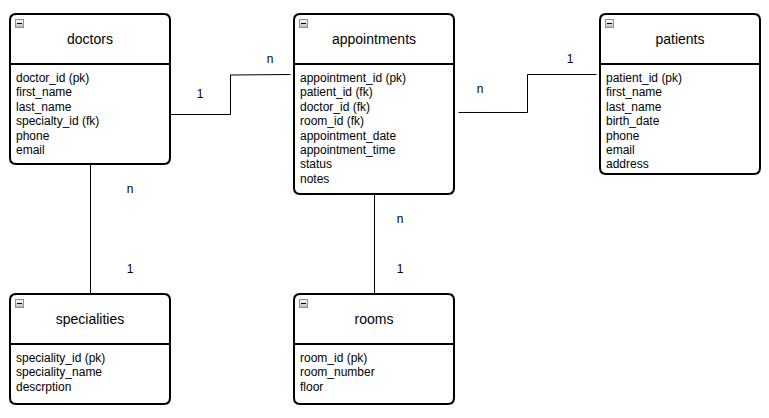 doctors
doctor_id (pk)
first_name
last_name
specialty_id (fk)
phone
email
1
n
appointments
appointment_id (pk)
patient_id (fk)
doctor_id (fk)
room_id (fk)
appointment_date
appointment_time
status
notes
n
1
patients
patient_id (pk)
first_name
last_name
birth_date
phone
email
address
n
1
n
1
specialities
speciality_id (pk)
speciality_name
descrption
rooms
room_id (pk)
room_number
floor